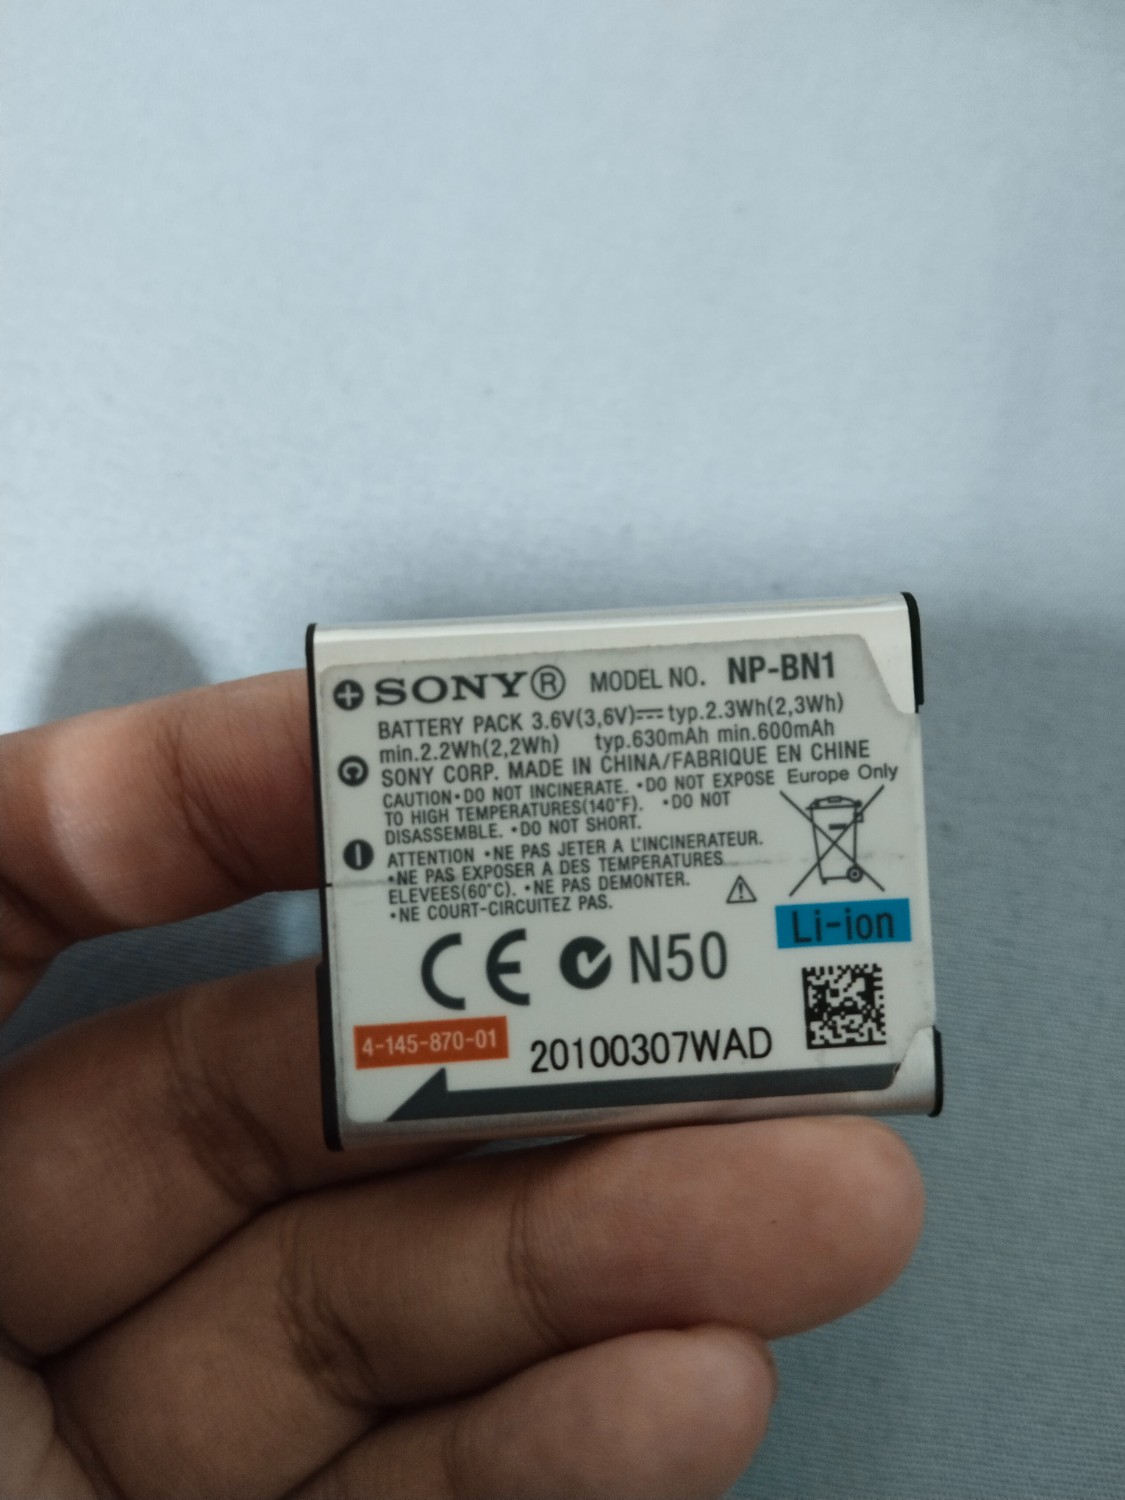 SONY® MODEL NO. NP-BN1
BATTERY PACK 3.6V(3,6V)⎓typ.2.3Wh(2,3Wh)
min.2.2Wh(2,2Wh) typ.630mAh min.600mAh
SONY CORP. MADE IN CHINA/FABRIQUE EN CHINE
CAUTION•DO NOT INCINERATE. •DO NOT EXPOSE Europe Only
TO HIGH TEMPERATURES(140°F). •DO NOT
DISASSEMBLE. •DO NOT SHORT.
ATTENTION •NE PAS JETER A L'INCINERATEUR.
•NE PAS EXPOSER A DES TEMPERATURES
ELEVEES(60°C). •NE PAS DEMONTER.
•NE COURT-CIRCUITEZ PAS.
Li-ion
CE N50
4-145-870-01
20100307WAD